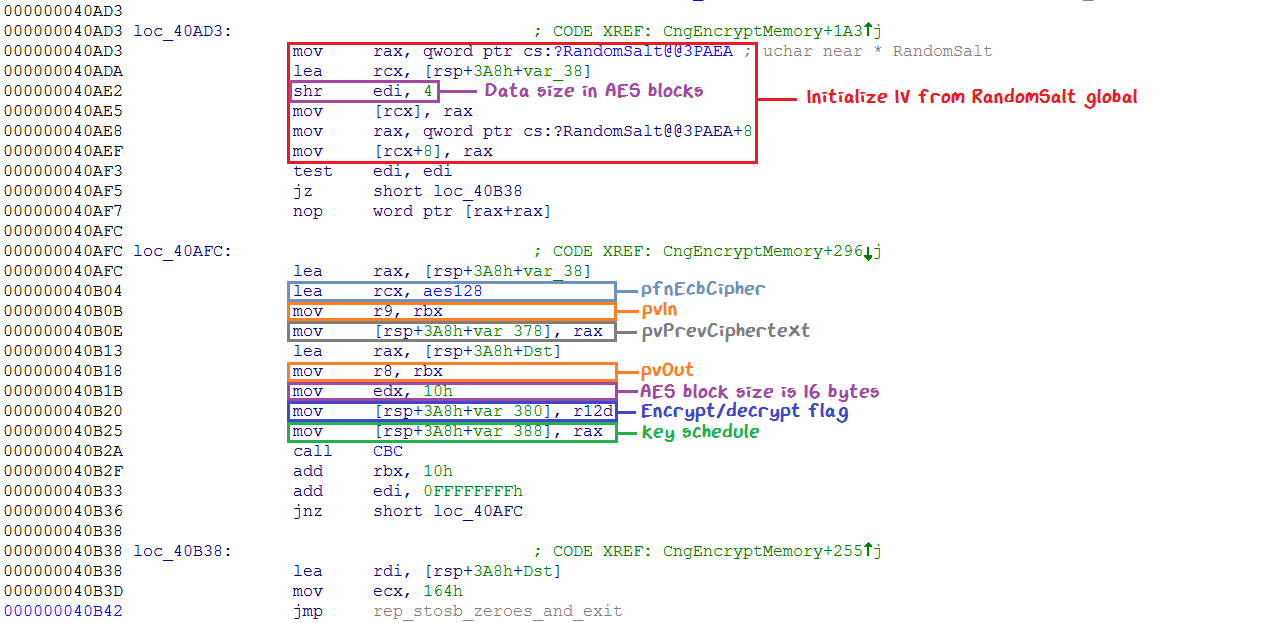 000000040AD3
000000040AD3 loc_40AD3: ; CODE XREF: CngEncryptMemory+1A3↑j
000000040AD3 mov rax, qword ptr cs:?RandomSalt@@3PAEA ; uchar near * RandomSalt
000000040ADA lea rcx, [rsp+3A8h+var_38]
000000040AE2 shr edi, 4 Data size in AES blocks Initialize IV from RandomSalt global
000000040AE5 mov [rcx], rax
000000040AE8 mov rax, qword ptr cs:?RandomSalt@@3PAEA+8
000000040AEF mov [rcx+8], rax
000000040AF3 test edi, edi
000000040AF5 jz short loc_40B38
000000040AF7 nop word ptr [rax+rax]
000000040AFC
000000040AFC loc_40AFC: ; CODE XREF: CngEncryptMemory+296↓j
000000040AFC lea rax, [rsp+3A8h+var_38]
000000040B04 lea rcx, aes128 pfnEcbCipher
000000040B0B mov r9, rbx pvIn
000000040B0E mov [rsp+3A8h+var_378], rax pvPrevCiphertext
000000040B13 lea rax, [rsp+3A8h+Dst]
000000040B18 mov r8, rbx pvOut
000000040B1B mov edx, 10h AES block size is 16 bytes
000000040B20 mov [rsp+3A8h+var_380], r12d Encrypt/decrypt flag
000000040B25 mov [rsp+3A8h+var_388], rax key schedule
000000040B2A call CBC
000000040B2F add rbx, 10h
000000040B33 add edi, 0FFFFFFFFh
000000040B36 jnz short loc_40AFC
000000040B38
000000040B38 loc_40B38: ; CODE XREF: CngEncryptMemory+255↑j
000000040B38 lea rdi, [rsp+3A8h+Dst]
000000040B3D mov ecx, 164h
000000040B42 jmp rep_stosb_zeroes_and_exit